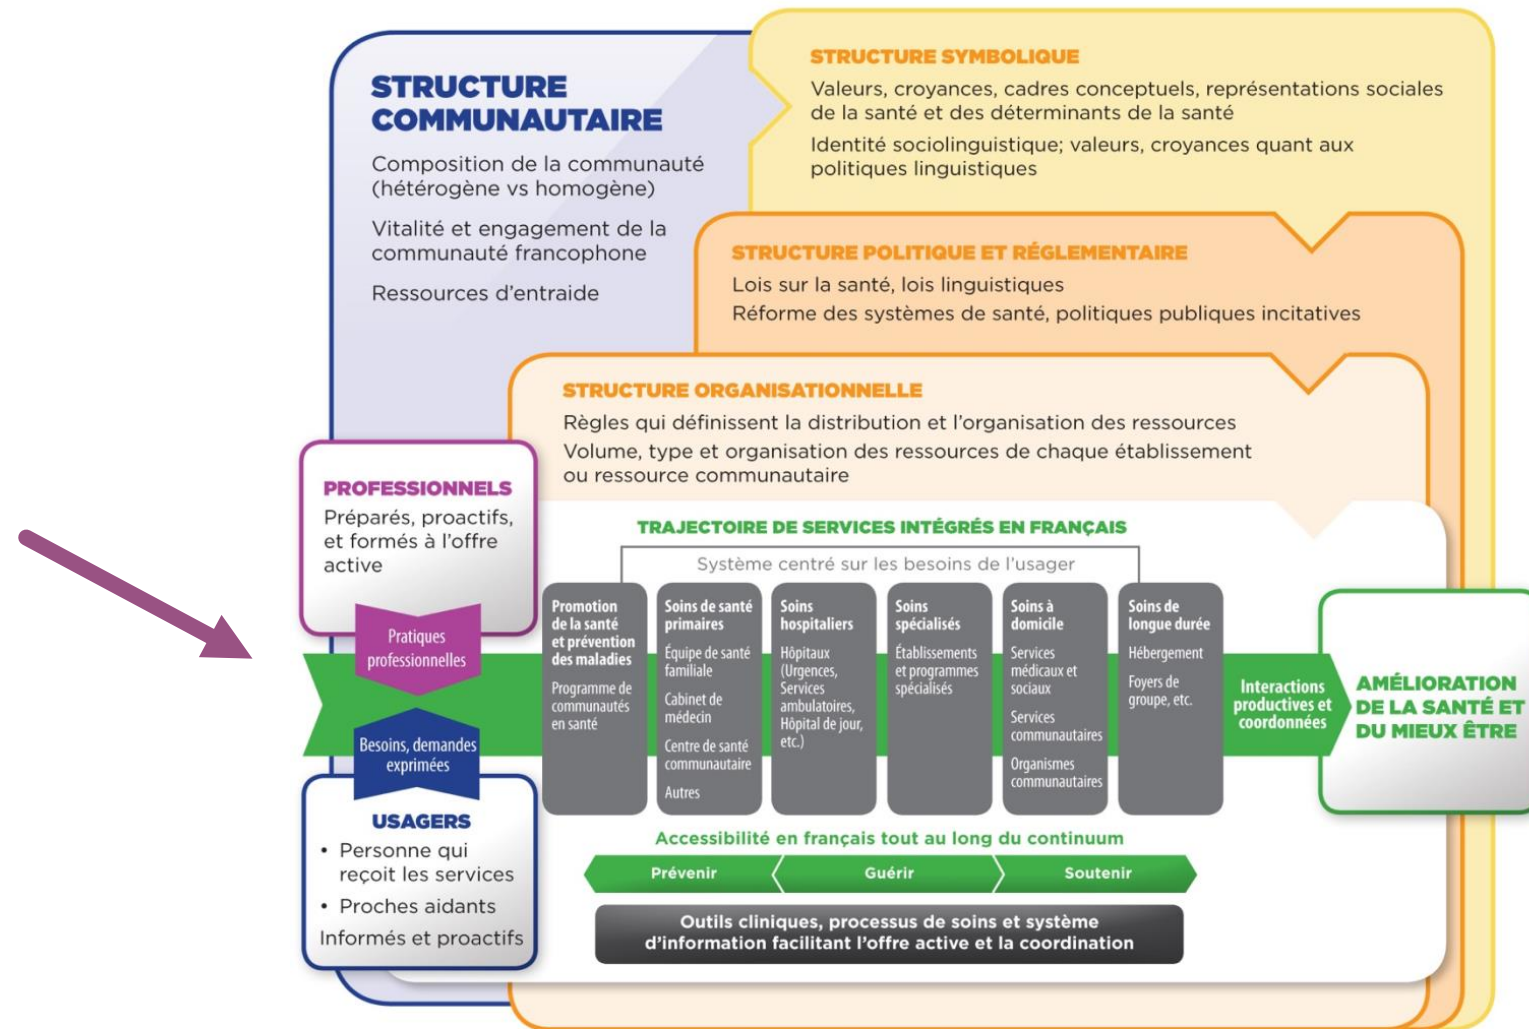 STRUCTURE
COMMUNAUTAIRE
Composition de la communauté
(hétérogène vs homogène)
Vitalité et engagement de la
communauté francophone
Ressources d'entraide
STRUCTURE SYMBOLIQUE
Valeurs, croyances, cadres conceptuels, représentations sociales
de la santé et des déterminants de la santé
Identité sociolinguistique; valeurs, croyances quant aux
politiques linguistiques
STRUCTURE POLITIQUE ET RÉGLEMENTAIRE
Lois sur la santé, lois linguistiques
Réforme des systèmes de santé, politiques publiques incitatives
STRUCTURE ORGANISATIONNELLE
Règles qui définissent la distribution et l'organisation des ressources
Volume, type et organisation des ressources de chaque établissement
ou ressource communautaire
PROFESSIONNELS
Préparés, proactifs,
et formés à l'offre
active
Pratiques
professionnelles
Besoins, demandes
exprimées
USAGERS
• Personne qui
reçoit les services
• Proches aidants
Informés et proactifs
TRAJECTOIRE DE SERVICES INTÉGRÉS EN FRANÇAIS
Système centré sur les besoins de l'usager
Promotion
de la santé
et prévention
des maladies
Programme de
communautés
en santé
Soins de santé
primaires
Équipe de santé
familiale
Cabinet de
médecin
Centre de santé
communautaire
Autres
Soins
hospitaliers
Hôpitaux
(Urgences,
Services
ambulatoires,
Hôpital de jour,
etc.)
Soins
spécialisés
Établissements
et programmes
spécialisés
Soins à
domicile
Services
médicaux et
sociaux
Services
communautaires
Organismes
communautaires
Soins de
longue durée
Hébergement
Foyers de
groupe, etc.
Interactions
productives et
coordonnées
AMÉLIORATION
DE LA SANTÉ ET
DU MIEUX ÊTRE
Accessibilité en français tout au long du continuum
Prévenir
Guérir
Soutenir
Outils cliniques, processus de soins et système
d'information facilitant l'offre active et la coordination